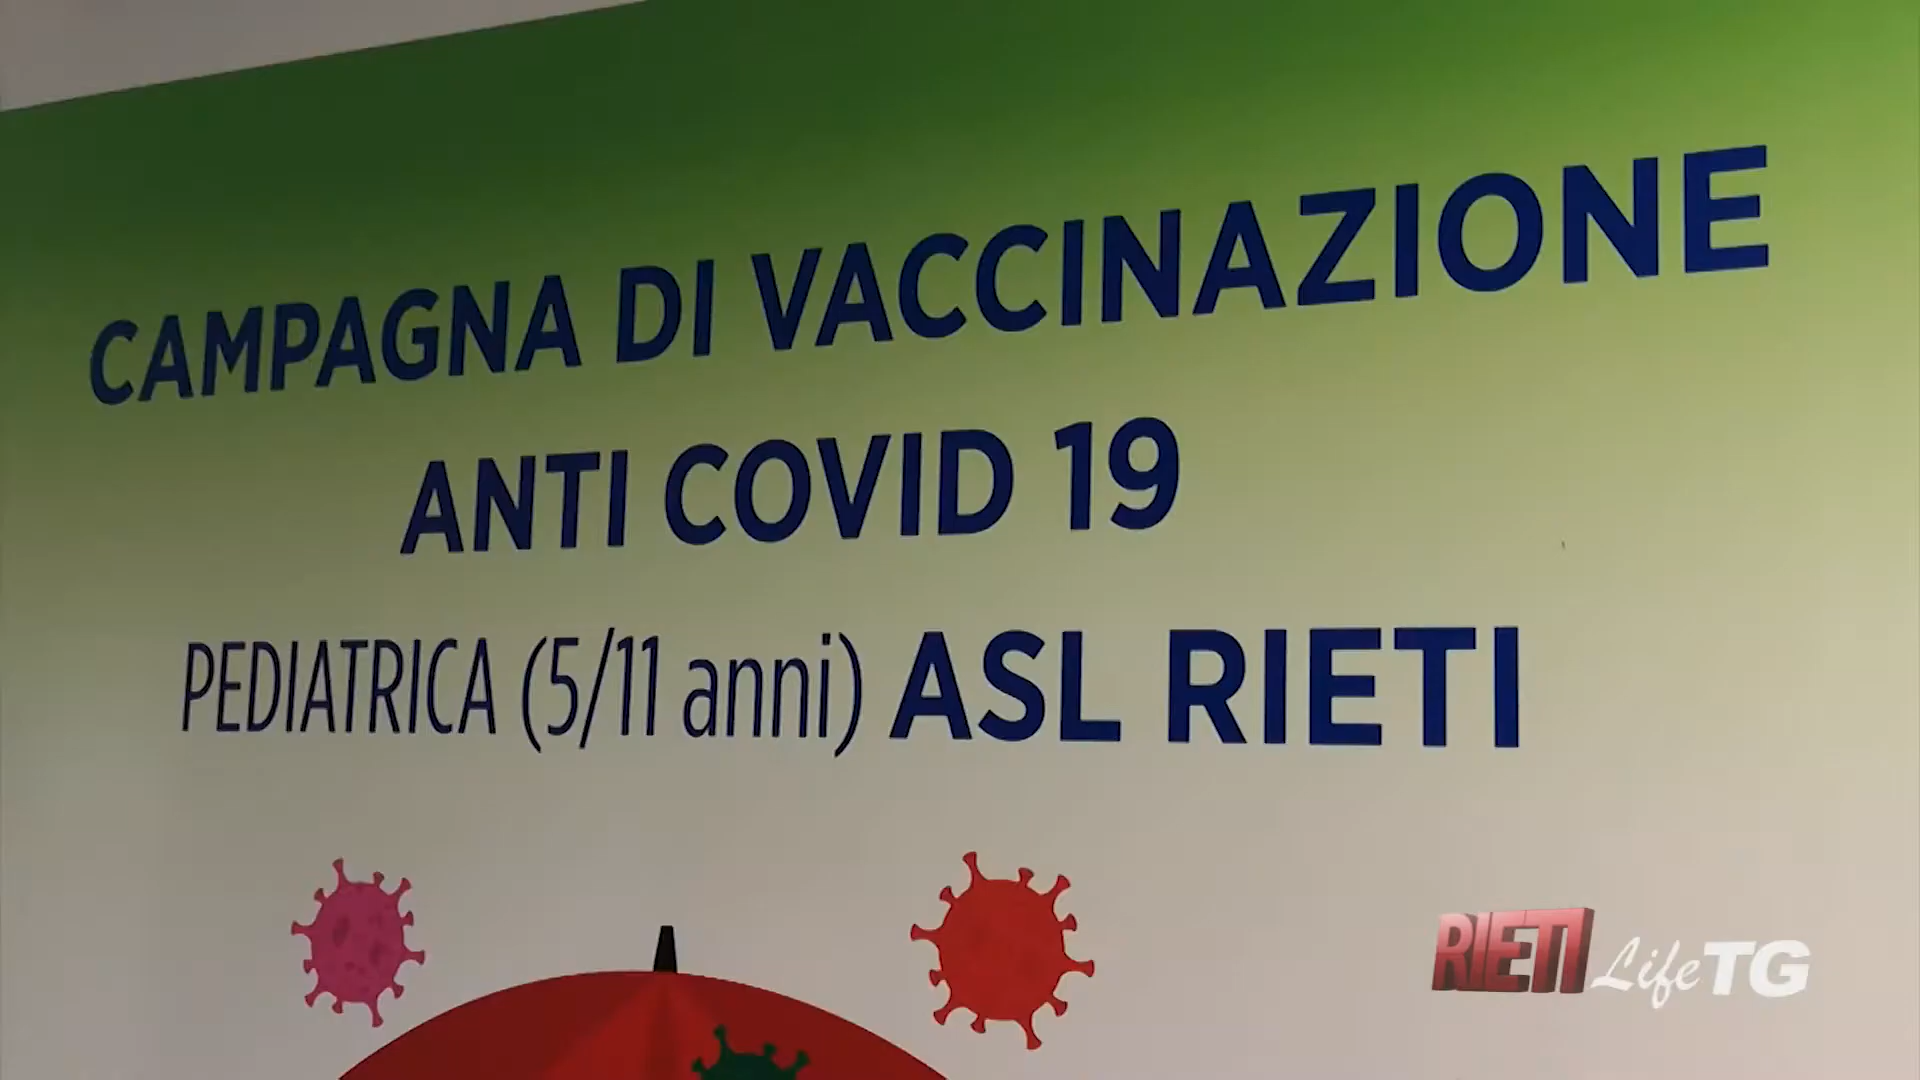 CAMPAGNA DI VACCINAZIONE
ANTI COVID 19
PEDIATRICA (5/11 anni) ASL RIETI
RIETI Life TG